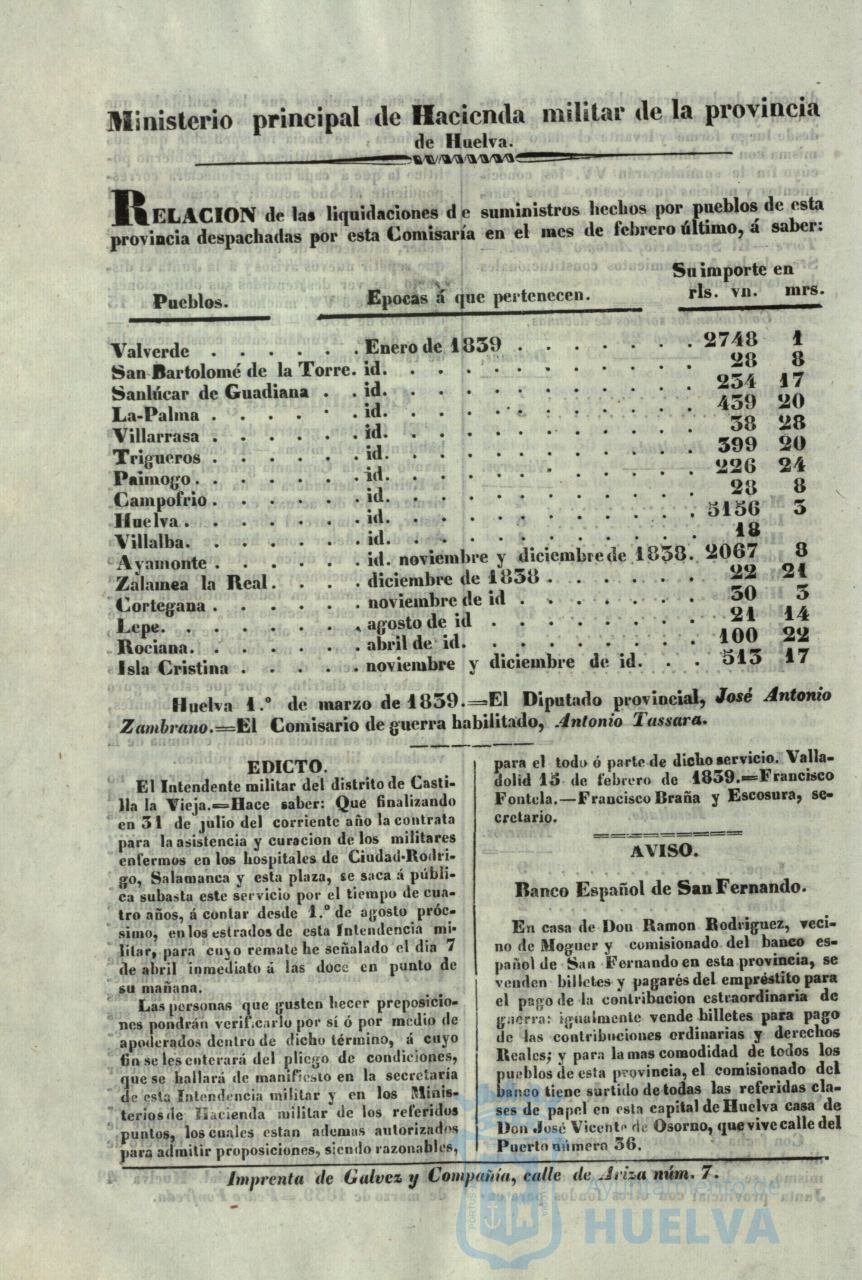 Ministerio principal de Hacienda militar de la provincia
de Huelva.
RELACION de las liquidaciones de suministros hechos por pueblos de esta
provincia despachadas por esta Comisaría en el mes de febrero último, á saber:
Pueblos. Epocas á que pertenecen. Su importe en
rls. vn. mrs.
Valverde . . . . . . . Enero de 1839 . . . . . . . 2748 1
San Bartolomé de la Torre. id. . . . . . . . . . . 28 8
Sanlúcar de Guadiana . . id. . . . . . . . . . . 234 17
La-Palma . . . . . . . id. . . . . . . . . . . 439 20
Villarrasa . . . . . . . id. . . . . . . . . . . 38 28
Trigueros . . . . . . . id. . . . . . . . . . . 399 20
Paimogo . . . . . . . id. . . . . . . . . . . 226 24
Campofrio . . . . . . . id. . . . . . . . . . . 28 8
Huelva . . . . . . . . id. . . . . . . . . . . 5156 3
Villalba. . . . . . . . id. . . . . . . . . . . 18
Ayamonte . . . . . . . id. noviembre y diciembre de 1838. 2067 8
Zalamea la Real . . . . diciembre de 1838 . . . . . . 22 21
Cortegana . . . . . . noviembre de id . . . . . . . 30 3
Lepe. . . . . . . . agosto de id . . . . . . . . 21 14
Rociana. . . . . . . abril de id. . . . . . . . . 100 22
Isla Cristina . . . . . noviembre y diciembre de id. . . 513 17
Huelva 1.º de marzo de 1839.=El Diputado provincial, José Antonio
Zambrano.=El Comisario de guerra habilitado, Antonio Tassara.
EDICTO.
El Intendente militar del distrito de Casti-
lla la Vieja.=Hace saber: Que finalizando
en 31 de julio del corriente año la contrata
para la asistencia y curacion de los militares
enfermos en los hospitales de Ciudad-Rodri-
go, Salamanca y esta plaza, se saca á públi-
ca subasta este servicio por el tiempo de cua-
tro años, á contar desde 1.º de agosto próc-
simo, en los estrados de esta Intendencia mi-
litar, para cuyo remate he señalado el dia 7
de abril inmediato á las doce en punto de
su mañana.
Las personas que gusten hecer preposicio-
nes pondrán verificarlo por sí ó por medio de
apoderados dentro de dicho término, á cuyo
fin se les enterará del pliego de condiciones,
que se hallará de manifiesto en la secretaría
de esta Intendencia militar y en los Minis-
terios de Hacienda militar de los referidos
puntos, los cuales estan ademas autorizados
para admitir proposiciones, siendo razonables,
para el todo ó parte de dicho servicio. Valla-
dolid 15 de febrero de 1839.=Francisco
Fontela.—Francisco Braña y Escosura, se-
cretario.
AVISO.
Banco Español de San Fernando.
En casa de Don Ramon Rodriguez, veci-
no de Moguer y comisionado del banco es-
pañol de San Fernando en esta provincia, se
venden billetes y pagarés del empréstito para
el pago de la contribucion estraordinaria de
guerra: igualmente vende billetes para pago
de las contribuciones ordinarias y derechos
Reales; y para la mas comodidad de todos los
pueblos de esta provincia, el comisionado del
banco tiene surtido de todas las referidas cla-
ses de papel en esta capital de Huelva casa de
Don José Vicente de Osorno, que vive calle del
Puerto número 36.
Imprenta de Galvez y Compañía, calle de Ariza núm. 7.
Ayuntamiento de
HUELVA